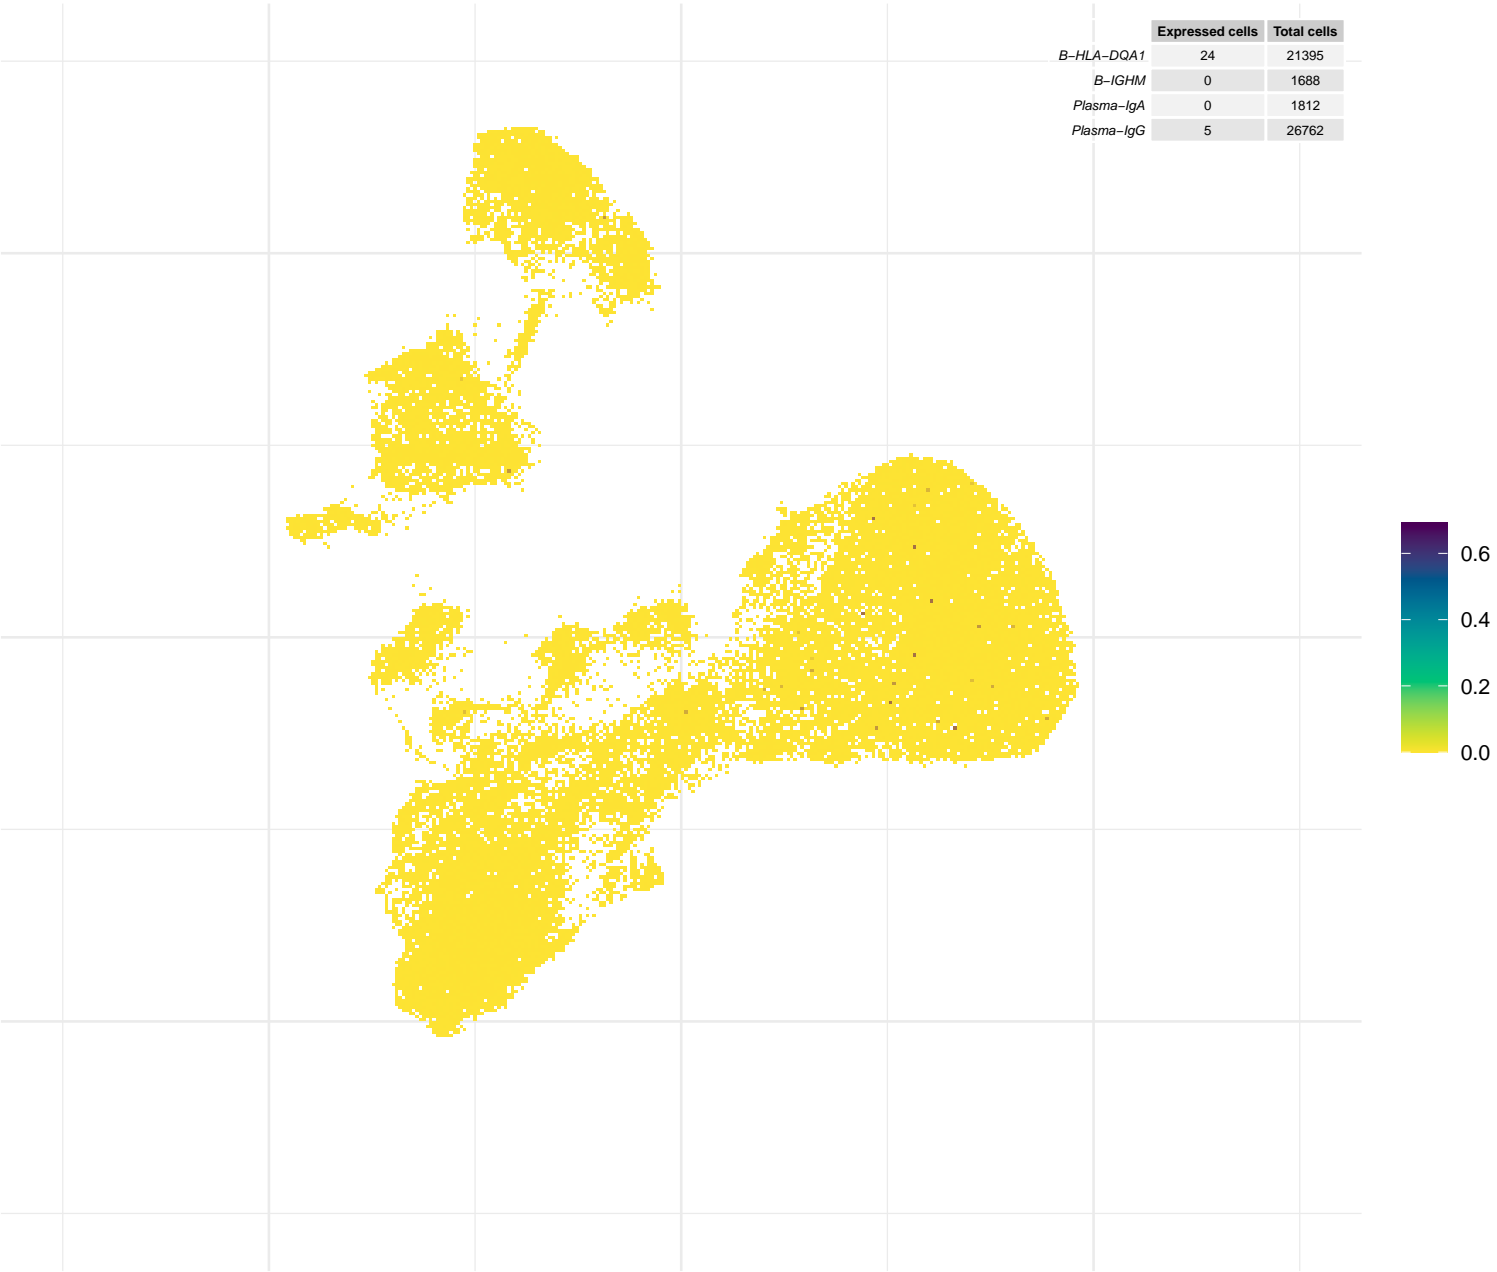 Expressed cells Total cells
B−HLA−DQA1 24 21395
B−IGHM 0 1688
Plasma−IgA 0 1812
Plasma−IgG 5 26762
0.6
0.4
0.2
0.0